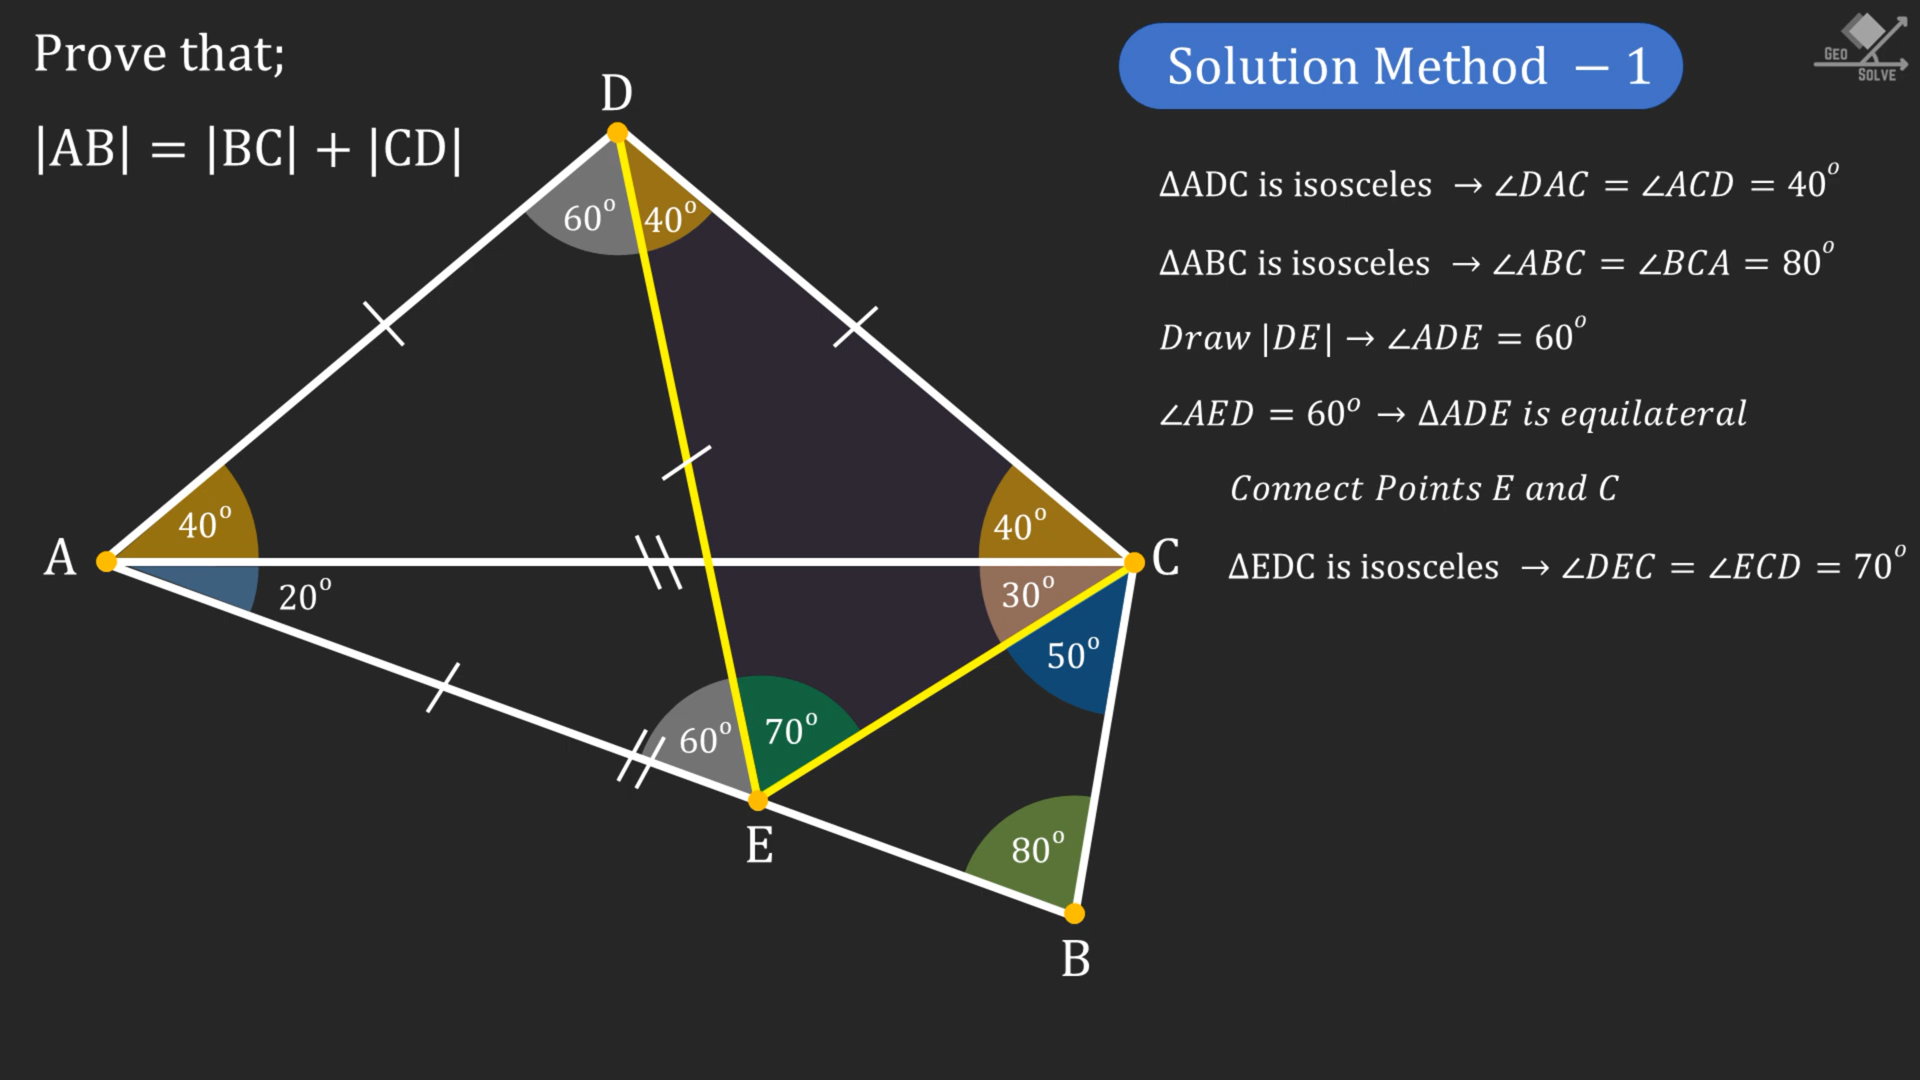 Prove that;
|AB| = |BC| + |CD|
Solution Method – 1
GEO
SOLVE
ΔADC is isosceles → ∠DAC = ∠ACD = 40°
ΔABC is isosceles → ∠ABC = ∠BCA = 80°
Draw |DE| → ∠ADE = 60°
∠AED = 60° → ΔADE is equilateral
Connect Points E and C
ΔEDC is isosceles → ∠DEC = ∠ECD = 70°
D
60°
40°
40°
40°
A
C
20°
30°
50°
60°
70°
E
80°
B